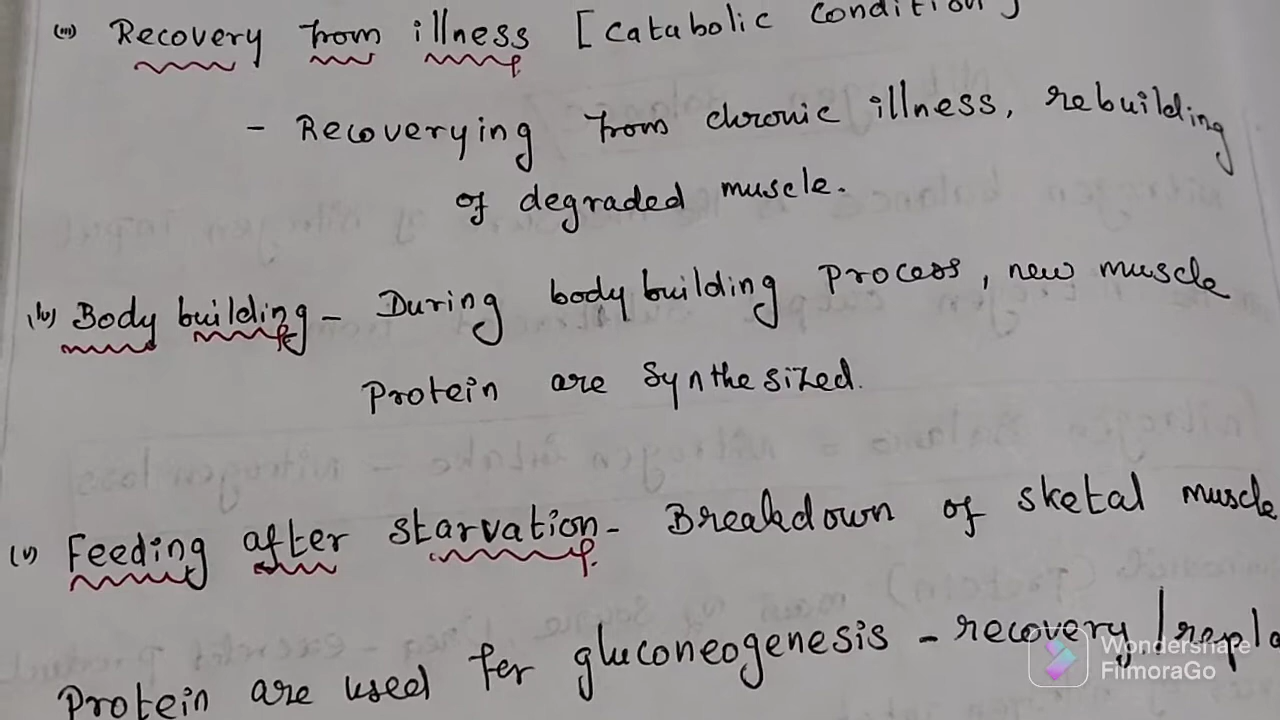 (iii) Recovery from illness [Catabolic Condition]
- Recoverying from chronic illness, rebuilding
of degraded muscle.
(iv) Body building - During body building process, new muscle
Protein are Synthesized.
(v) Feeding after starvation - Breakdown of sketal muscle
Protein are used for gluconeogenesis - recovery /
Wondershare
FilmoraGo